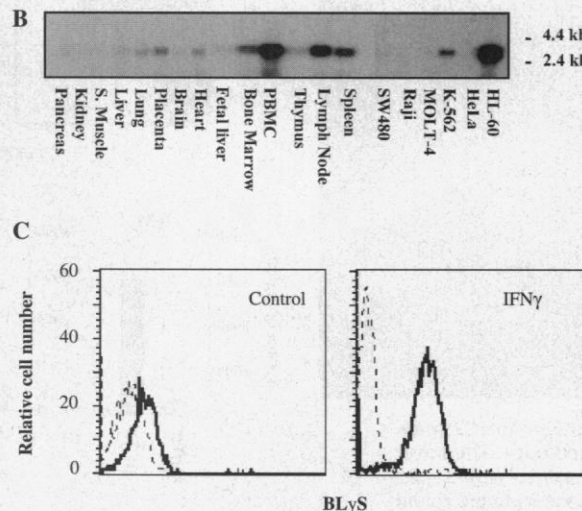 B
- 4.4 kb
- 2.4 kb
Pancreas
Kidney
S. Muscle
Liver
Lung
Placenta
Brain
Heart
Fetal liver
Bone Marrow
PBMC
Thymus
Lymph Node
Spleen
SW480
Raji
MOLT-4
K-562
HeLa
HL-60
C
60
40
20
0
Relative cell number
Control
IFNγ
BLyS